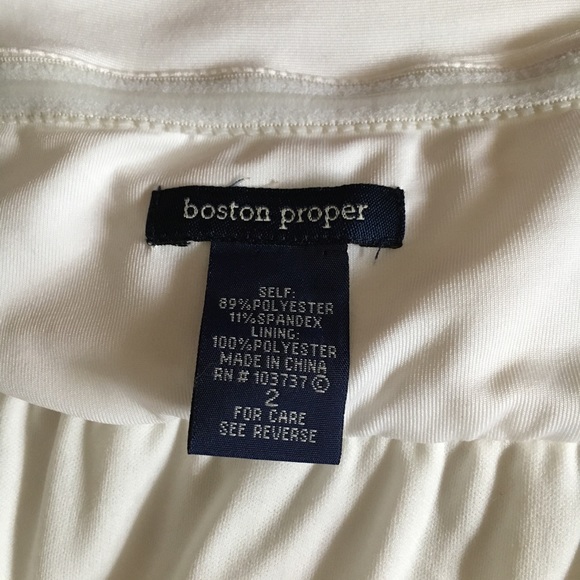 boston proper
SELF:
89%POLYESTER
11%SPANDEX
LINING:
100%POLYESTER
MADE IN CHINA
RN # 103737 ©
2
FOR CARE
SEE REVERSE